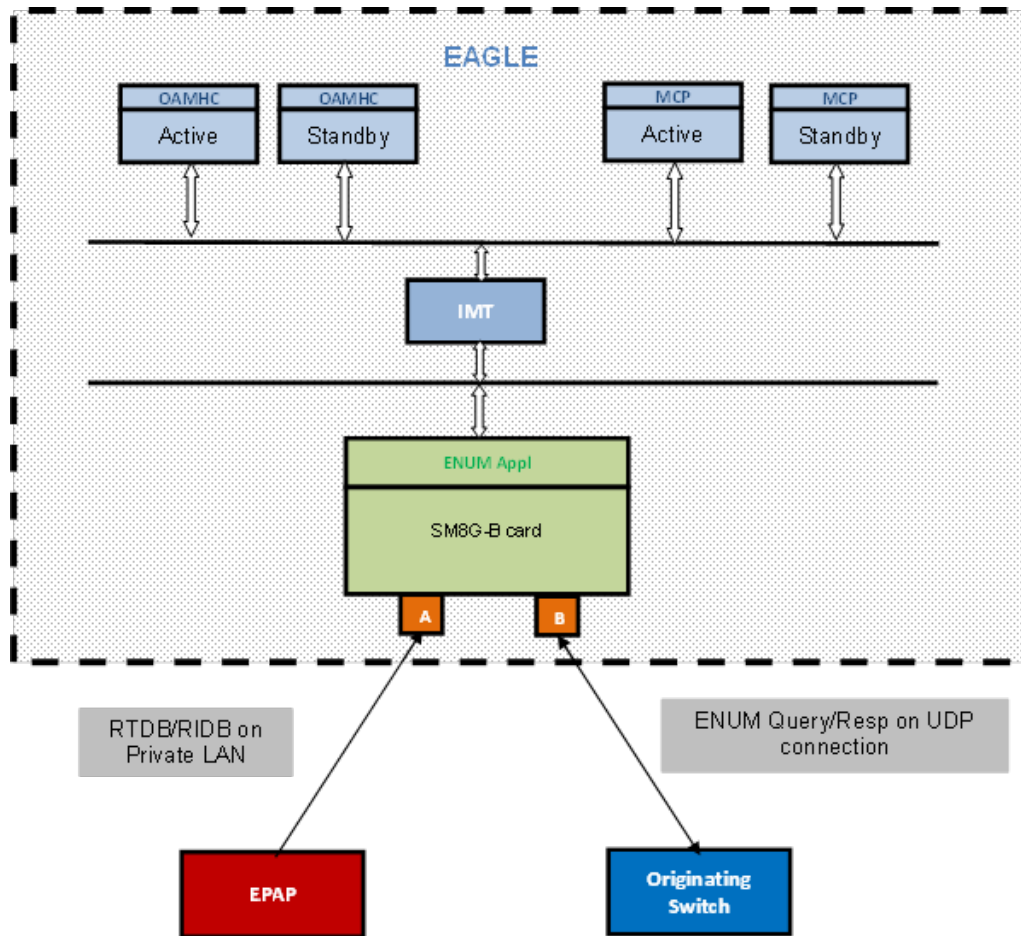 EAGLE
OAMHC
Active
OAMHC
Standby
MCP
Active
MCP
Standby
IMT
ENUM Appl
SM8G-B card
A
B
RTDB/RIDB on
Private LAN
ENUM Query/Resp on UDP
connection
EPAP
Originating
Switch